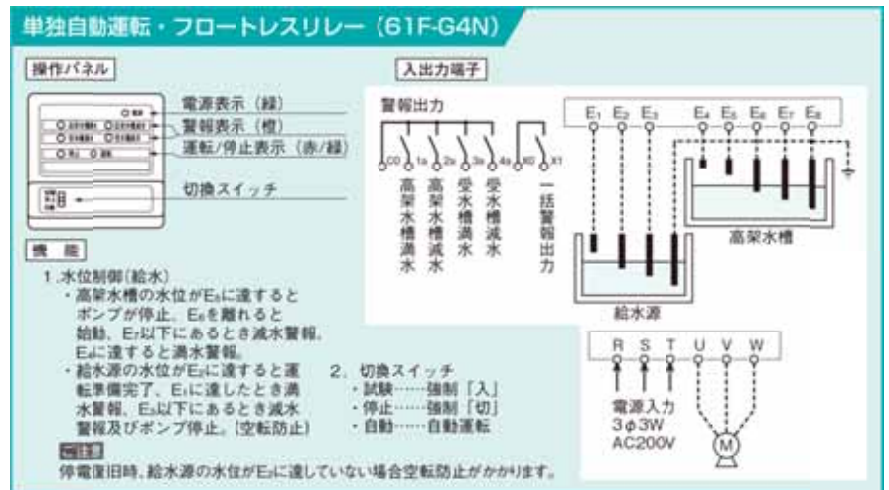 単独自動運転・フロートレスリレー（61F-G4N）
操作パネル
電源表示（緑）
警報表示（橙）
運転/停止表示（赤/緑）
切換スイッチ
入出力端子
警報出力
C0 1a 2a 3a 4a X0 X1
高架水槽満水
高架水槽減水
受水槽満水
受水槽減水
一括警報出力
E1 E2 E3 E4 E5 E6 E7 E8
高架水槽
給水源
R S T U V W
電源入力
3φ3W
AC200V
M
機 能
1.水位制御(給水)
・高架水槽の水位がE5に達すると
ポンプが停止、E6を離れると
始動、E7以下にあるとき減水警報。
E4に達すると満水警報。
・給水源の水位がE2に達すると運
転準備完了、E1に達したとき満
水警報、E3以下にあるとき減水
警報及びポンプ停止。(空転防止)
2. 切換スイッチ
・試験……強制「入」
・停止……強制「切」
・自動……自動運転
ご注意
停電復旧時、給水源の水位がE2に達していない場合空転防止がかかります。